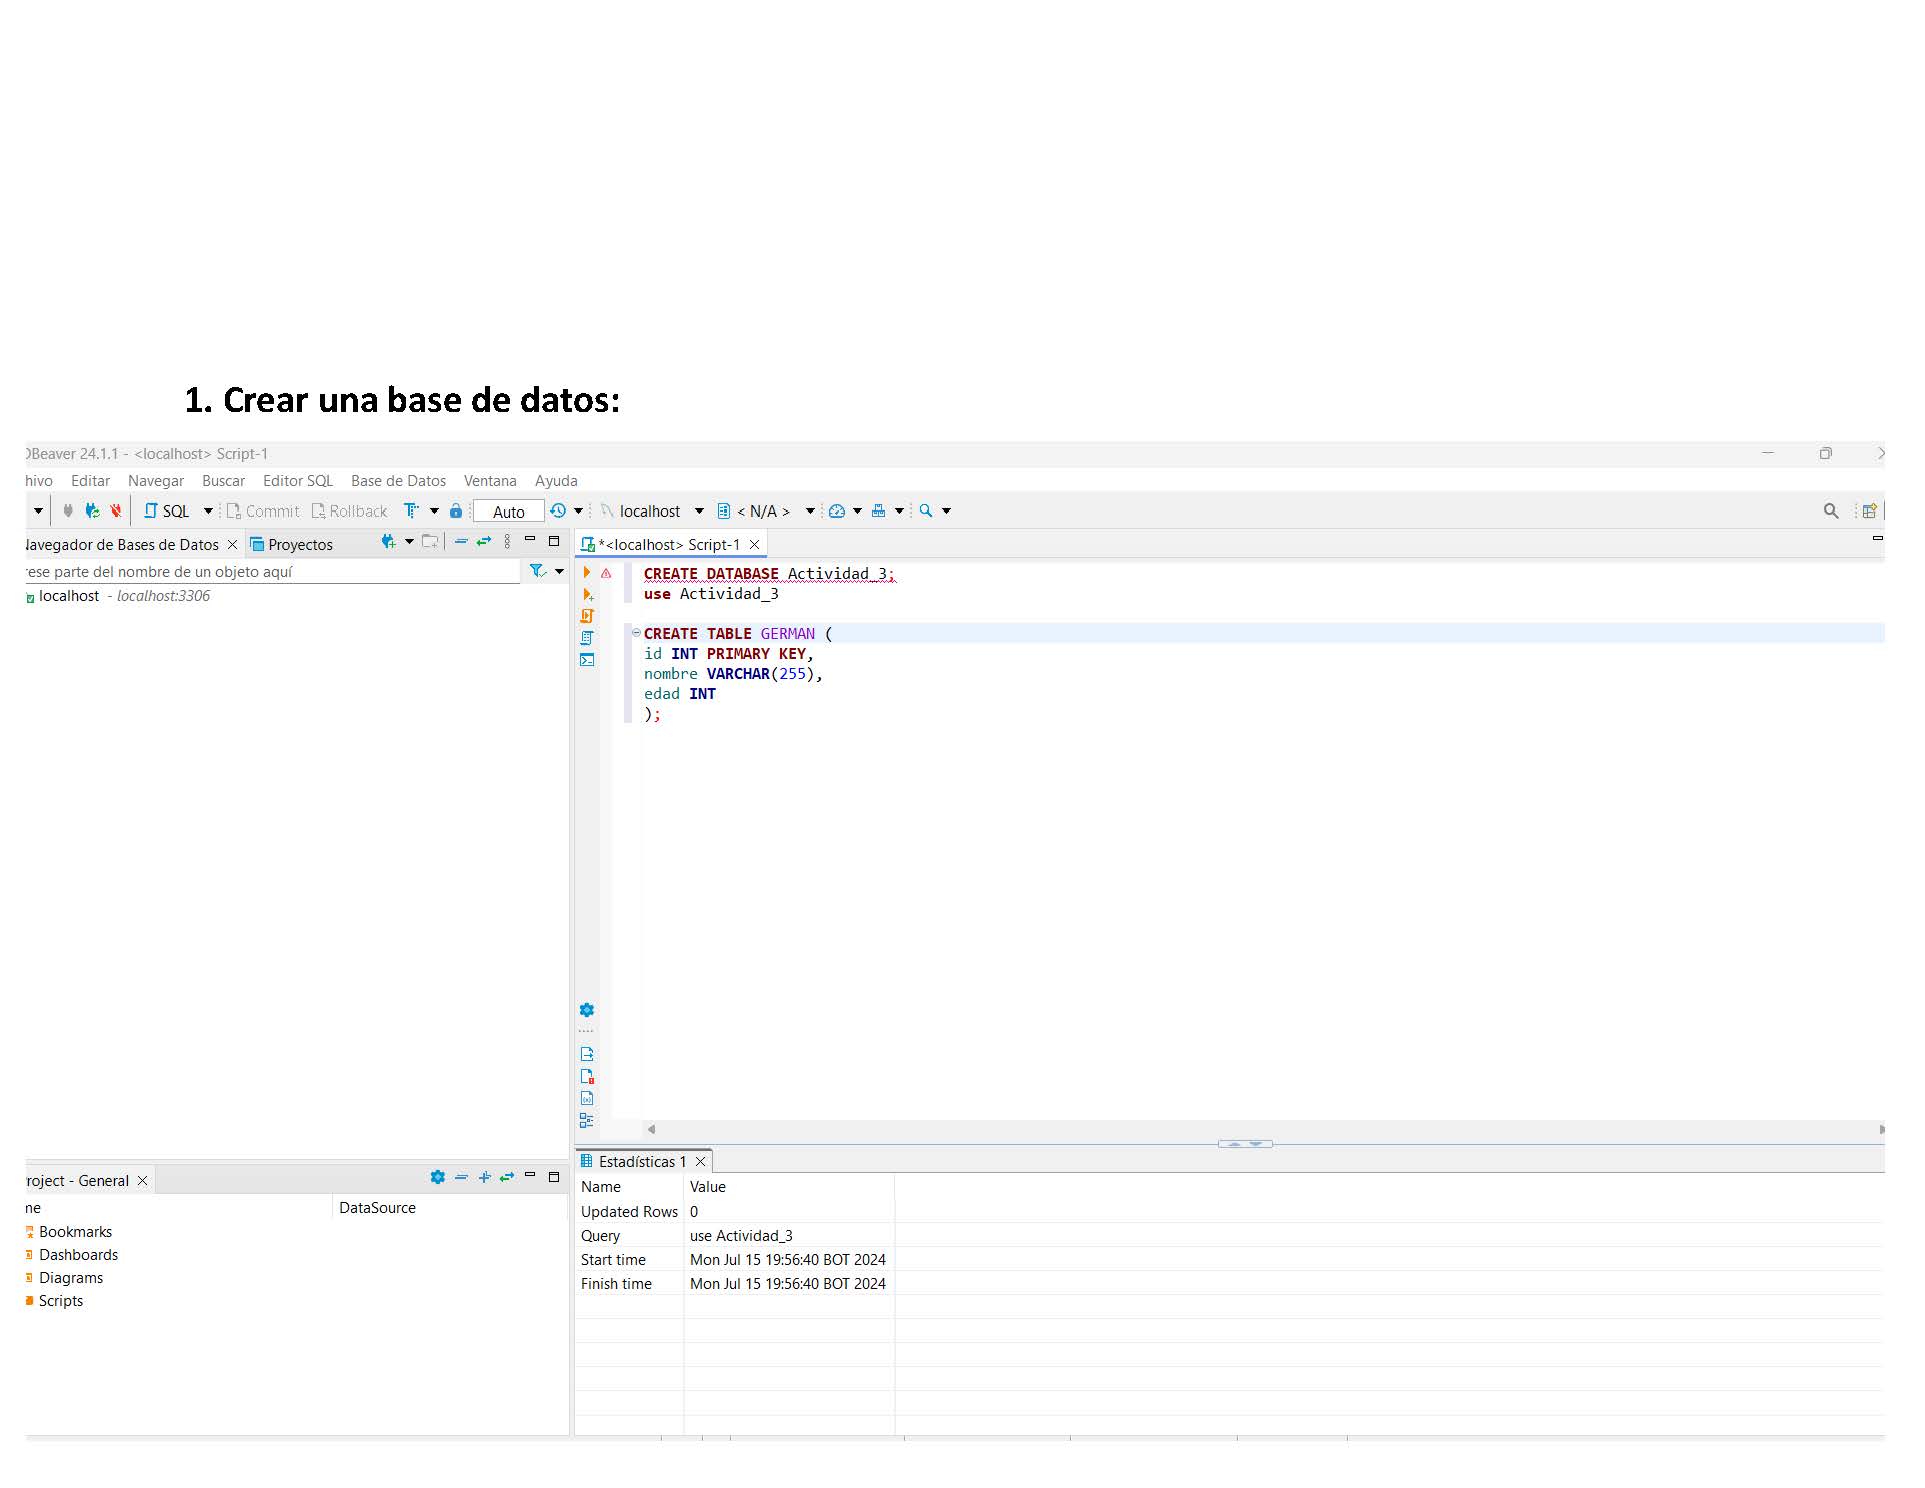 1. Crear una base de datos:
DBeaver 24.1.1 - <localhost> Script-1
hivo Editar Navegar Buscar Editor SQL Base de Datos Ventana Ayuda
SQL Commit Rollback Auto localhost < N/A >
Navegador de Bases de Datos Proyectos
rese parte del nombre de un objeto aquí
localhost - localhost:3306
*<localhost> Script-1
CREATE DATABASE Actividad_3;
use Actividad_3
CREATE TABLE GERMAN (
id INT PRIMARY KEY,
nombre VARCHAR(255),
edad INT
);
roject - General
me DataSource
Bookmarks
Dashboards
Diagrams
Scripts
Estadísticas 1
Name Value
Updated Rows 0
Query use Actividad_3
Start time Mon Jul 15 19:56:40 BOT 2024
Finish time Mon Jul 15 19:56:40 BOT 2024